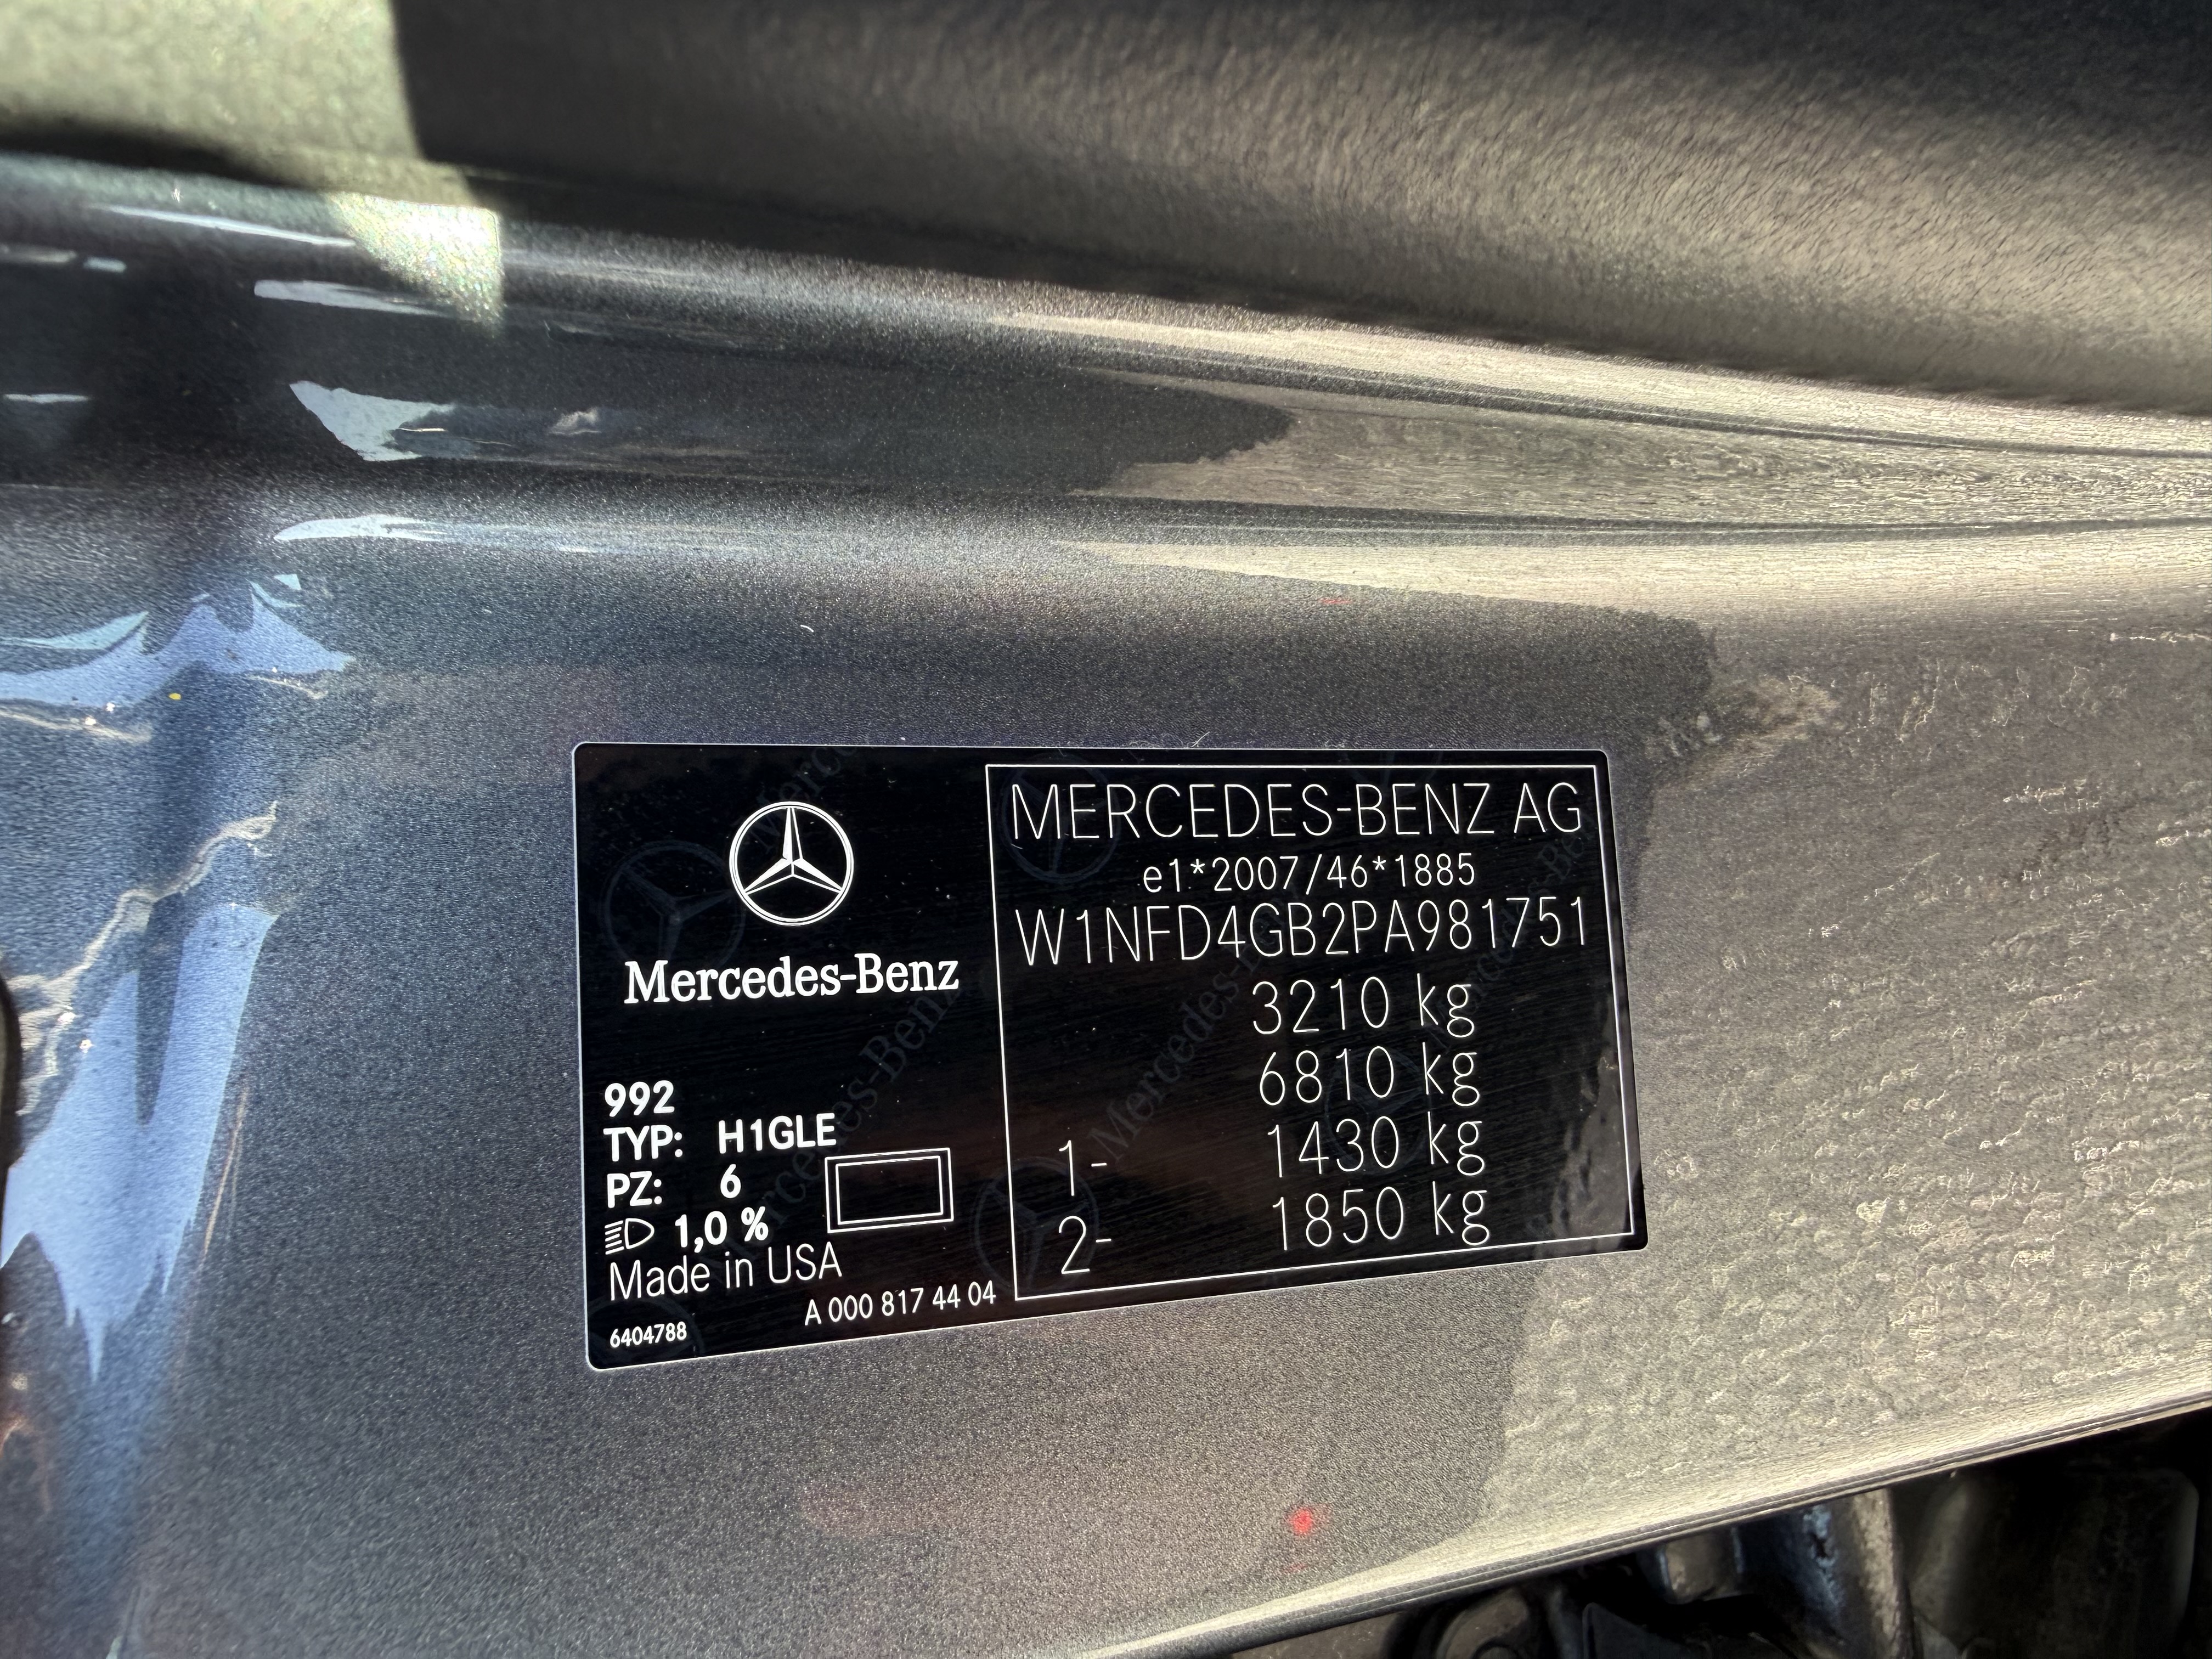 Mercedes-Benz
992
TYP: H1GLE
PZ: 6
1,0 %
Made in USA
A 000 817 44 04
6404788
MERCEDES-BENZ AG
e1*2007/46*1885
W1NFD4GB2PA981751
3210 kg
6810 kg
1- 1430 kg
2- 1850 kg